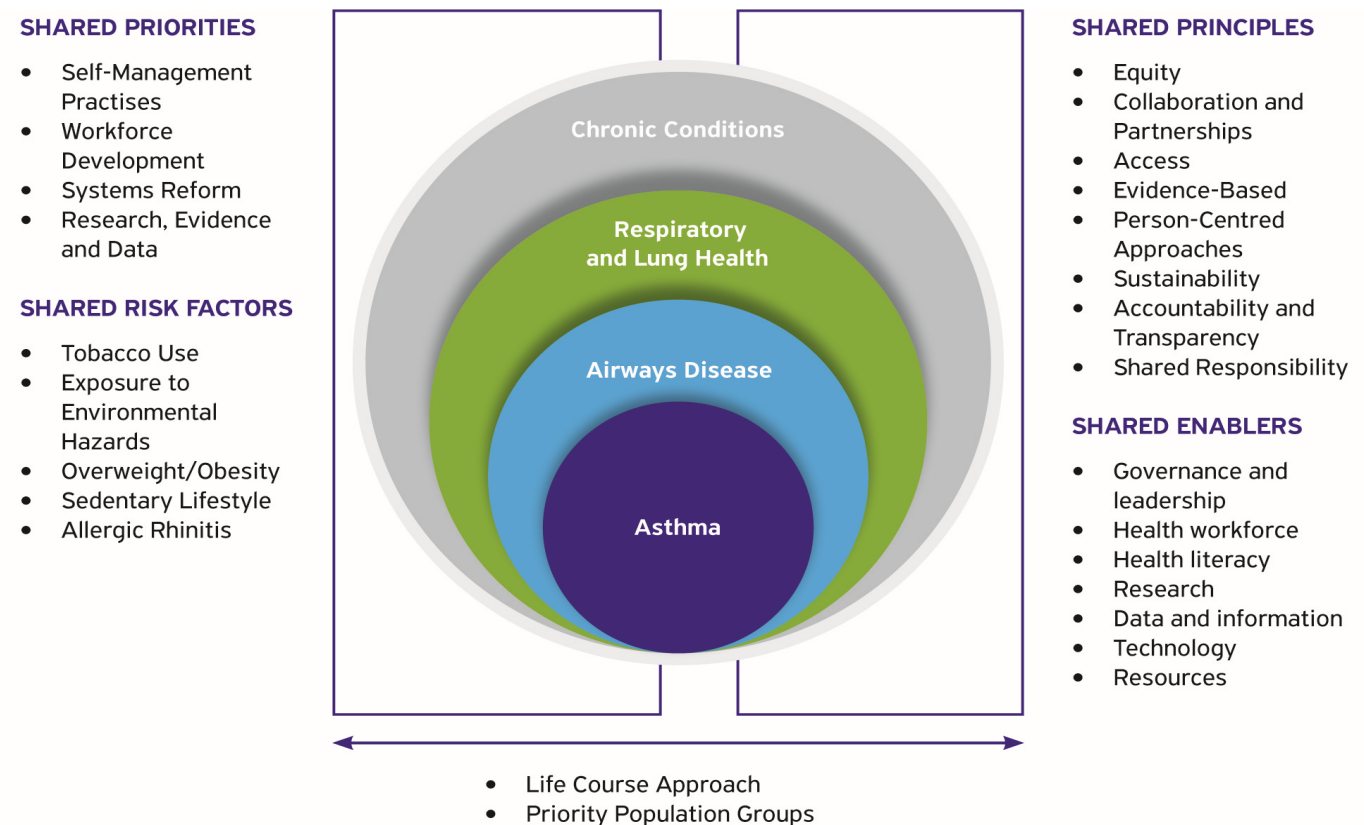 SHARED PRIORITIES
• Self-Management
Practises
• Workforce
Development
• Systems Reform
• Research, Evidence
and Data
SHARED RISK FACTORS
• Tobacco Use
• Exposure to
Environmental
Hazards
• Overweight/Obesity
• Sedentary Lifestyle
• Allergic Rhinitis
Chronic Conditions
Respiratory
and Lung Health
Airways Disease
Asthma
• Life Course Approach
• Priority Population Groups
SHARED PRINCIPLES
• Equity
• Collaboration and
Partnerships
• Access
• Evidence-Based
• Person-Centred
Approaches
• Sustainability
• Accountability and
Transparency
• Shared Responsibility
SHARED ENABLERS
• Governance and
leadership
• Health workforce
• Health literacy
• Research
• Data and information
• Technology
• Resources